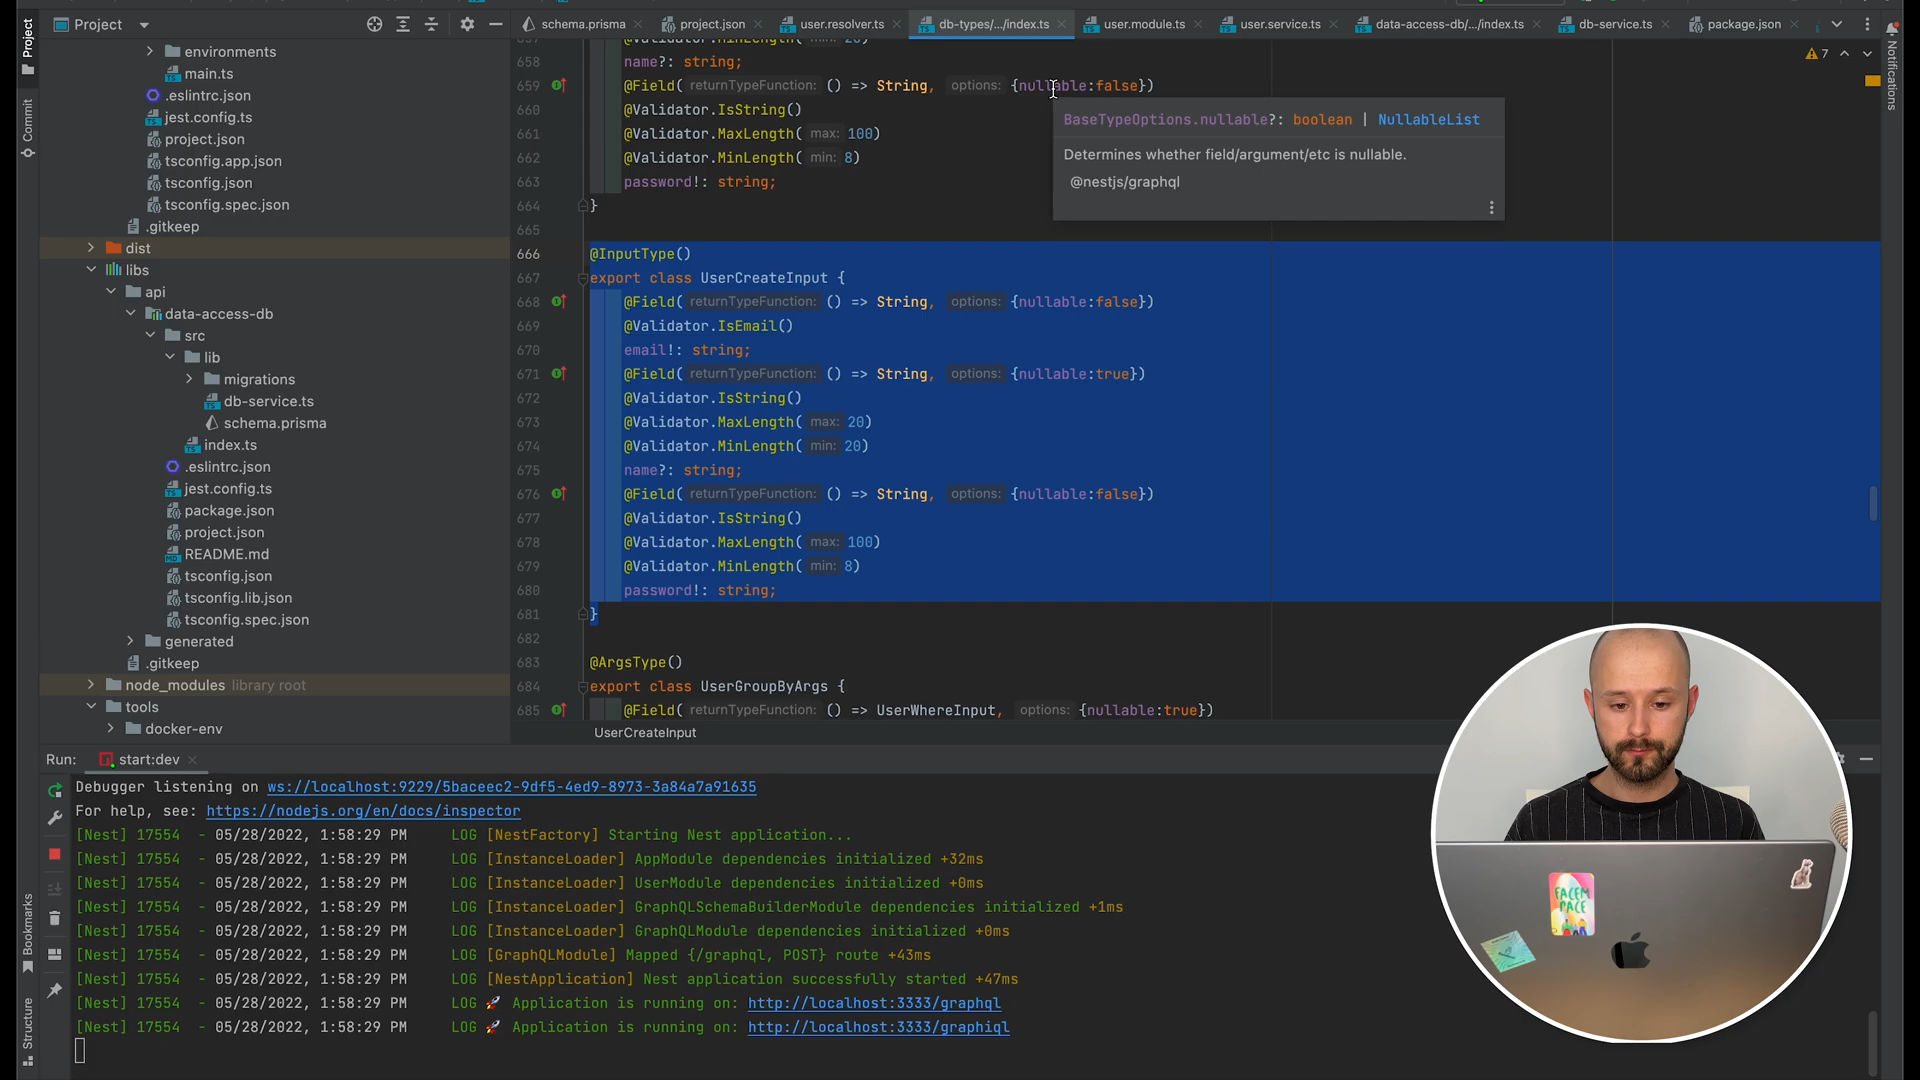 Project
schema.prisma
project.json
user.resolver.ts
db-types/.../index.ts
user.module.ts
user.service.ts
data-access-db/.../index.ts
db-service.ts
package.json
Project
Commit
Bookmarks
Structure
Notifications
7
environments
main.ts
.eslintrc.json
jest.config.ts
project.json
tsconfig.app.json
tsconfig.json
tsconfig.spec.json
.gitkeep
dist
libs
api
data-access-db
src
lib
migrations
db-service.ts
schema.prisma
index.ts
.eslintrc.json
jest.config.ts
package.json
project.json
README.md
tsconfig.json
tsconfig.lib.json
tsconfig.spec.json
generated
.gitkeep
node_modules library root
tools
docker-env
658 name?: string;
659 @Field( returnTypeFunction: () => String, options: {nullable:false})
660 @Validator.IsString()
661 @Validator.MaxLength( max: 100)
662 @Validator.MinLength( min: 8)
663 password!: string;
664 }
665
666 @InputType()
667 export class UserCreateInput {
668 @Field( returnTypeFunction: () => String, options: {nullable:false})
669 @Validator.IsEmail()
670 email!: string;
671 @Field( returnTypeFunction: () => String, options: {nullable:true})
672 @Validator.IsString()
673 @Validator.MaxLength( max: 20)
674 @Validator.MinLength( min: 20)
675 name?: string;
676 @Field( returnTypeFunction: () => String, options: {nullable:false})
677 @Validator.IsString()
678 @Validator.MaxLength( max: 100)
679 @Validator.MinLength( min: 8)
680 password!: string;
681 }
682
683 @ArgsType()
684 export class UserGroupByArgs {
685 @Field( returnTypeFunction: () => UserWhereInput, options: {nullable:true})
UserCreateInput
BaseTypeOptions.nullable?: boolean | NullableList
Determines whether field/argument/etc is nullable.
@nestjs/graphql
Run: start:dev
Debugger listening on ws://localhost:9229/5baceec2-9df5-4ed9-8973-3a84a7a91635
For help, see: https://nodejs.org/en/docs/inspector
[Nest] 17554 - 05/28/2022, 1:58:29 PM LOG [NestFactory] Starting Nest application...
[Nest] 17554 - 05/28/2022, 1:58:29 PM LOG [InstanceLoader] AppModule dependencies initialized +32ms
[Nest] 17554 - 05/28/2022, 1:58:29 PM LOG [InstanceLoader] UserModule dependencies initialized +0ms
[Nest] 17554 - 05/28/2022, 1:58:29 PM LOG [InstanceLoader] GraphQLSchemaBuilderModule dependencies initialized +1ms
[Nest] 17554 - 05/28/2022, 1:58:29 PM LOG [InstanceLoader] GraphQLModule dependencies initialized +0ms
[Nest] 17554 - 05/28/2022, 1:58:29 PM LOG [GraphQLModule] Mapped {/graphql, POST} route +43ms
[Nest] 17554 - 05/28/2022, 1:58:29 PM LOG [NestApplication] Nest application successfully started +47ms
[Nest] 17554 - 05/28/2022, 1:58:29 PM LOG 🚀 Application is running on: http://localhost:3333/graphql
[Nest] 17554 - 05/28/2022, 1:58:29 PM LOG 🚀 Application is running on: http://localhost:3333/graphiql
FACEM
PACE